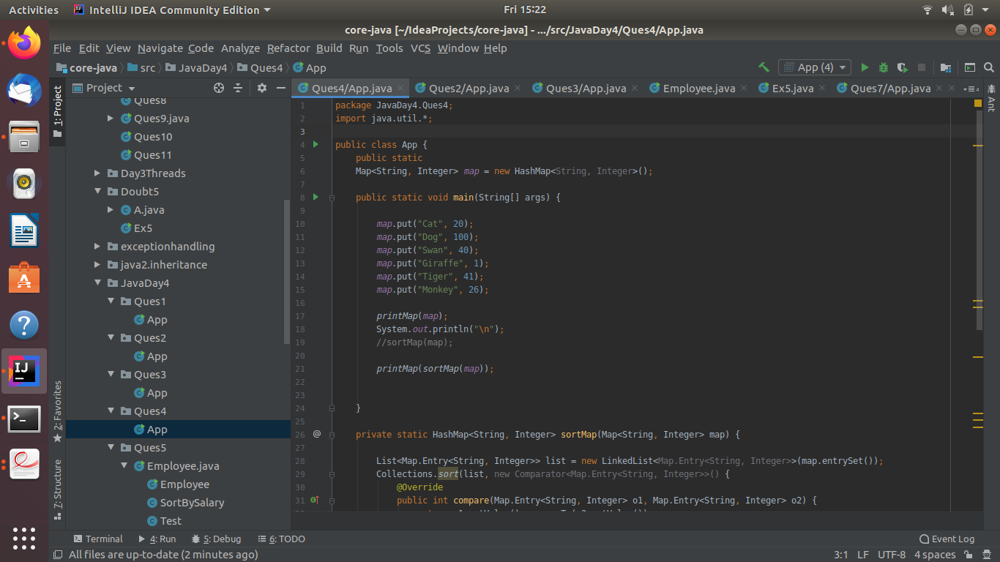 Activities IntelliJ IDEA Community Edition Fri 15:22
core-java [~/IdeaProjects/core-java] - .../src/JavaDay4/Ques4/App.java
File Edit View Navigate Code Analyze Refactor Build Run Tools VCS Window Help
core-java src JavaDay4 Ques4 App App (4)
1: Project
2: Favorites
7: Structure
Project
Ques8
Ques9.java
Ques10
Ques11
Day3Threads
Doubt5
A.java
Ex5
exceptionhandling
java2.inheritance
JavaDay4
Ques1
App
Ques2
App
Ques3
App
Ques4
App
Ques5
Employee.java
Employee
SortBySalary
Test
Ques4/App.java Ques2/App.java Ques3/App.java Employee.java Ex5.java Ques7/App.java 4
Ant
1 package JavaDay4.Ques4;
2 import java.util.*;
3
4 public class App {
5 public static
6 Map<String, Integer> map = new HashMap<String, Integer>();
7
8 public static void main(String[] args) {
9
10 map.put("Cat", 20);
11 map.put("Dog", 100);
12 map.put("Swan", 40);
13 map.put("Giraffe", 1);
14 map.put("Tiger", 41);
15 map.put("Monkey", 26);
16
17 printMap(map);
18 System.out.println("\n");
19 //sortMap(map);
20
21 printMap(sortMap(map));
22
23
24 }
25
26 @ private static HashMap<String, Integer> sortMap(Map<String, Integer> map) {
27
28 List<Map.Entry<String, Integer>> list = new LinkedList<Map.Entry<String, Integer>>(map.entrySet());
29 Collections.sort(list, new Comparator<Map.Entry<String, Integer>>() {
30 @Override
31 public int compare(Map.Entry<String, Integer> o1, Map.Entry<String, Integer> o2) {
Terminal 4: Run 5: Debug 6: TODO Event Log
All files are up-to-date (2 minutes ago) 3:1 LF UTF-8 4 spaces